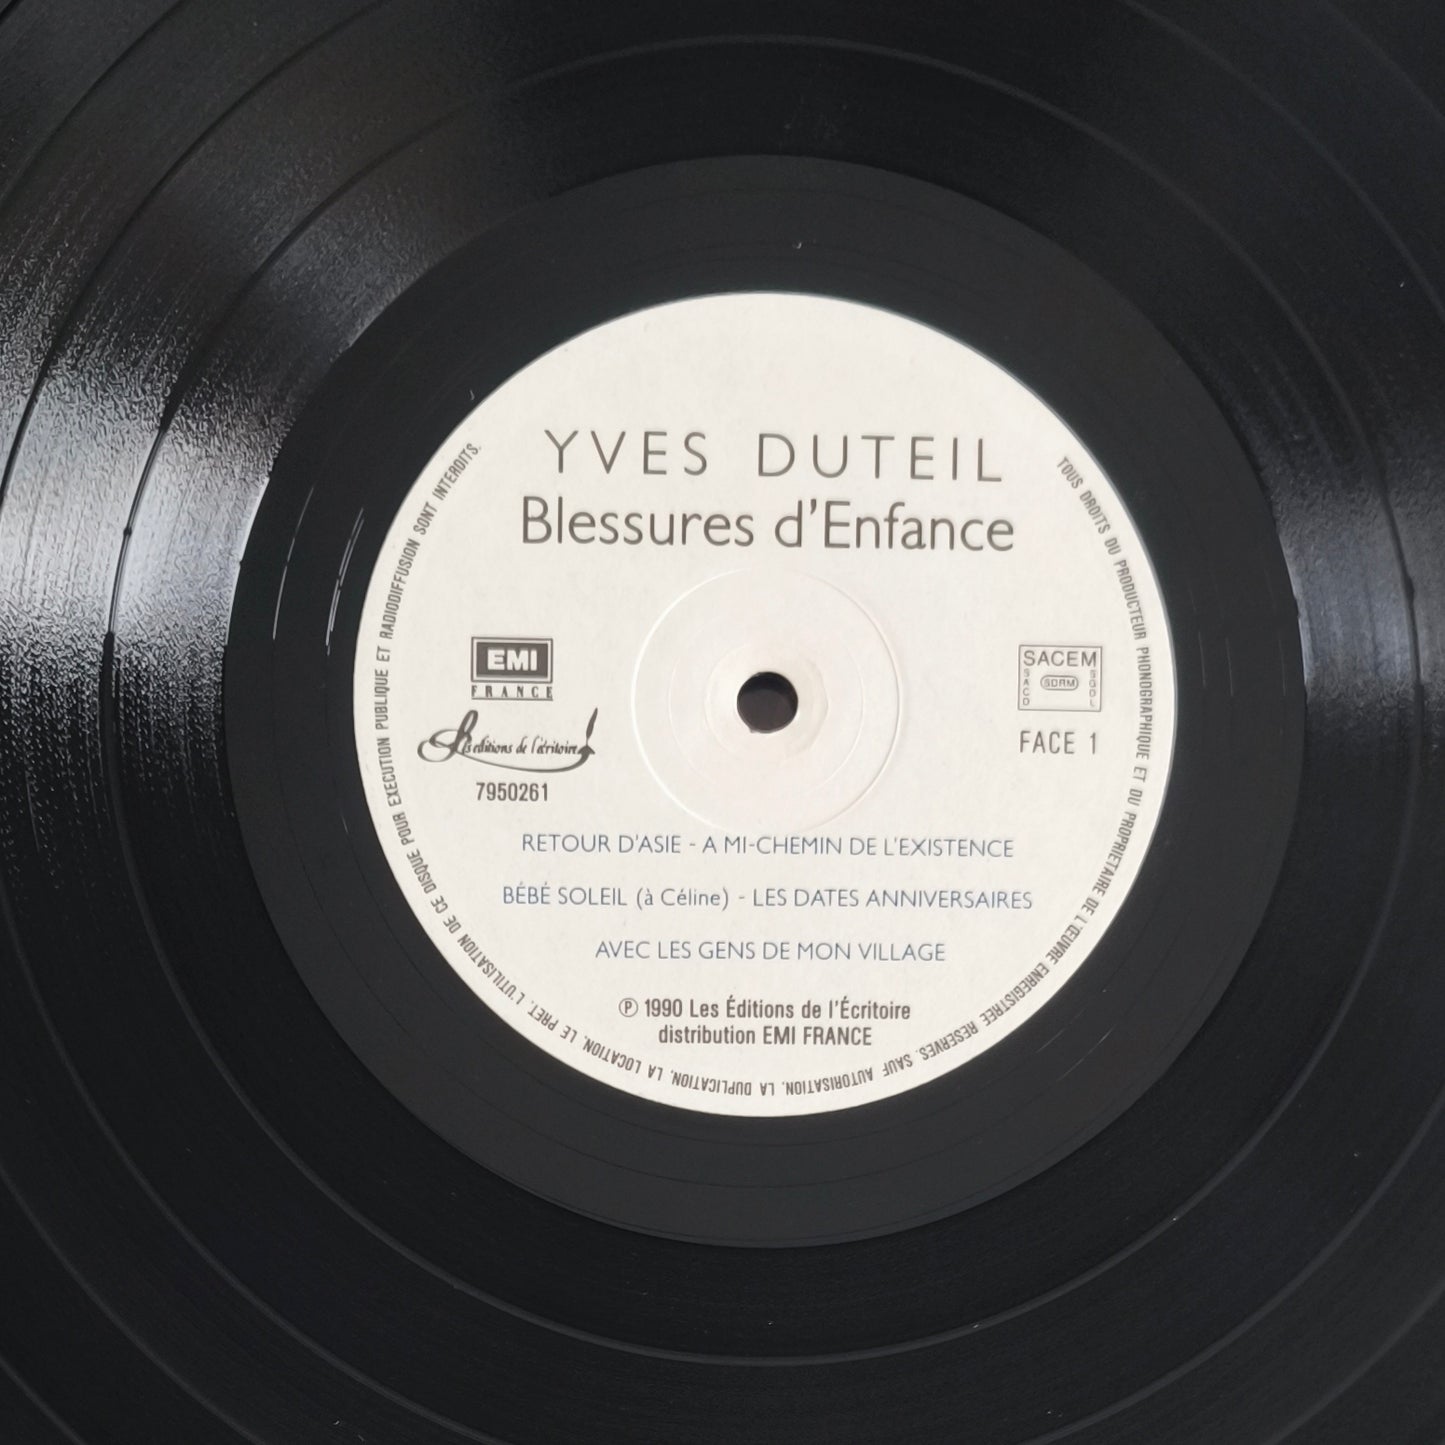 YVES DUTEIL
Blessures d'Enfance
EMI
FRANCE
Les éditions de l'écritoire
7950261
SACEM
SACD
SDRM
SGDL
FACE 1
RETOUR D'ASIE - A MI-CHEMIN DE L'EXISTENCE
BÉBÉ SOLEIL (à Céline) - LES DATES ANNIVERSAIRES
AVEC LES GENS DE MON VILLAGE
℗ 1990 Les Éditions de l'Écritoire
distribution EMI FRANCE
TOUS DROITS DU PRODUCTEUR PHONOGRAPHIQUE ET DU PROPRIETAIRE DE L'ŒUVRE ENREGISTREE RESERVES. SAUF AUTORISATION, LA DUPLICATION, LA LOCATION, LE PRET, L'UTILISATION DE CE DISQUE POUR EXECUTION PUBLIQUE ET RADIODIFFUSION SONT INTERDITS.